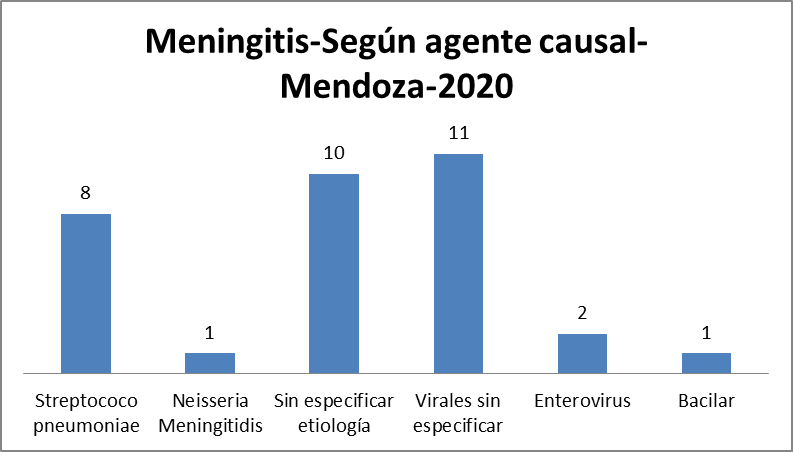 Meningitis-Según agente causal-
Mendoza-2020
8
1
10
11
2
1
Streptococo
pneumoniae
Neisseria
Meningitidis
Sin especificar
etiología
Virales sin
especificar
Enterovirus
Bacilar